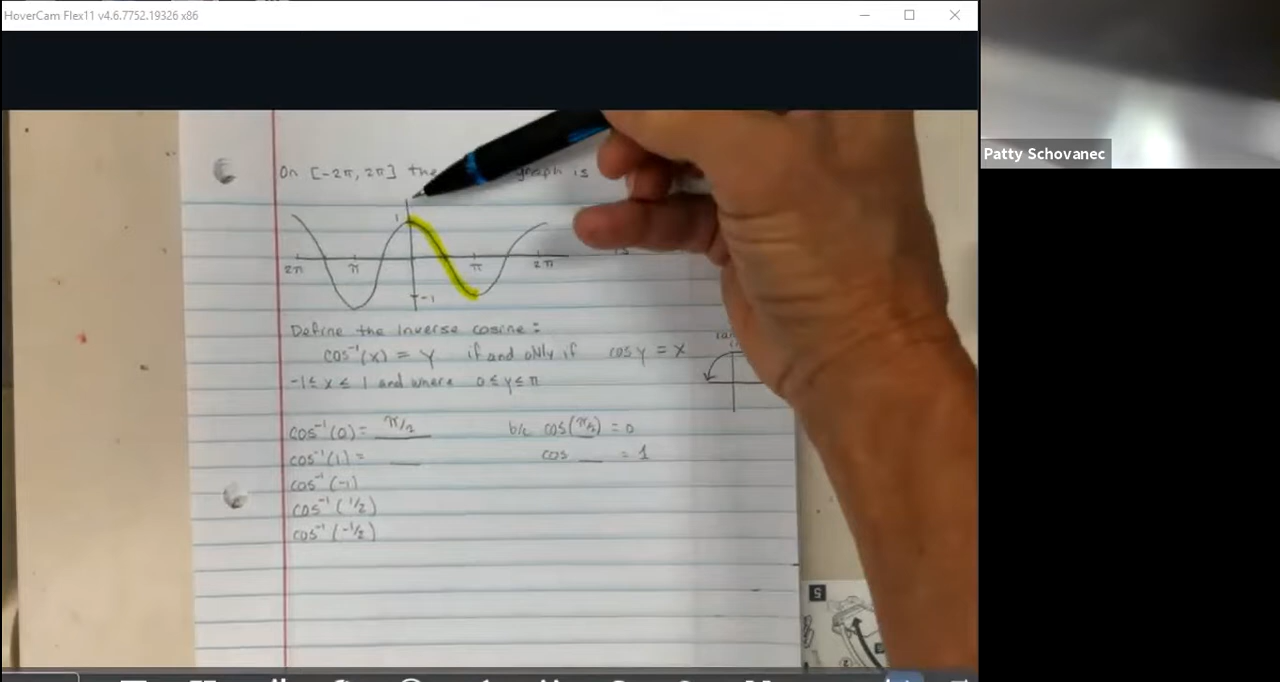 HoverCam Flex11 v4.6.7752.19326 x86
Patty Schovanec
On [-2π, 2π] the graph is
is
1
2π π π 2π
-1
Define the inverse cosine:
cos⁻¹(x) = y if and only if cos y = x
-1 ≤ x ≤ 1 and where 0 ≤ y ≤ π
cos⁻¹(0) = π/2 b/c cos(π/2) = 0
cos⁻¹(1) = __ cos __ = 1
cos⁻¹(-1)
cos⁻¹(1/2)
cos⁻¹(-1/2)
5